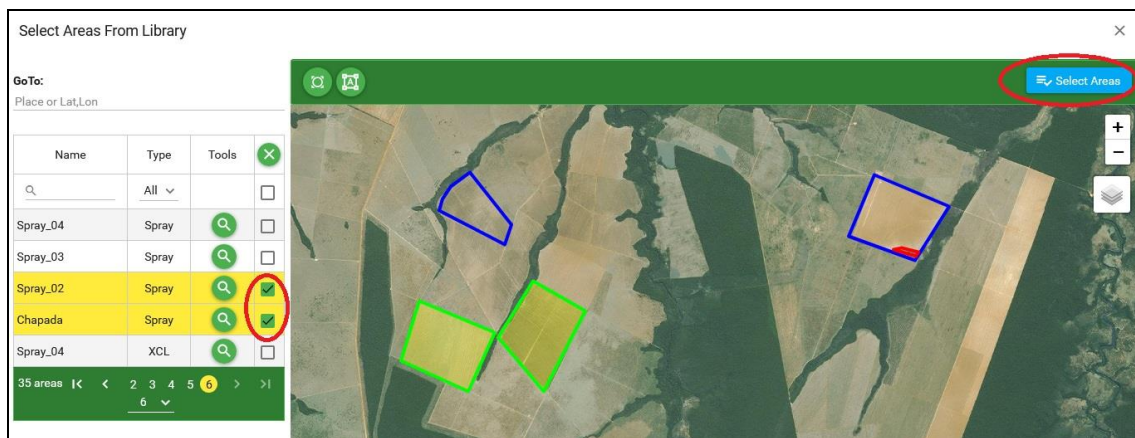 Select Areas From Library
GoTo:
Place or Lat,Lon
Select Areas
Name Type Tools
All
Spray_04 Spray
Spray_03 Spray
Spray_02 Spray
Chapada Spray
Spray_04 XCL
35 areas 2 3 4 5 6
6
A
+
−